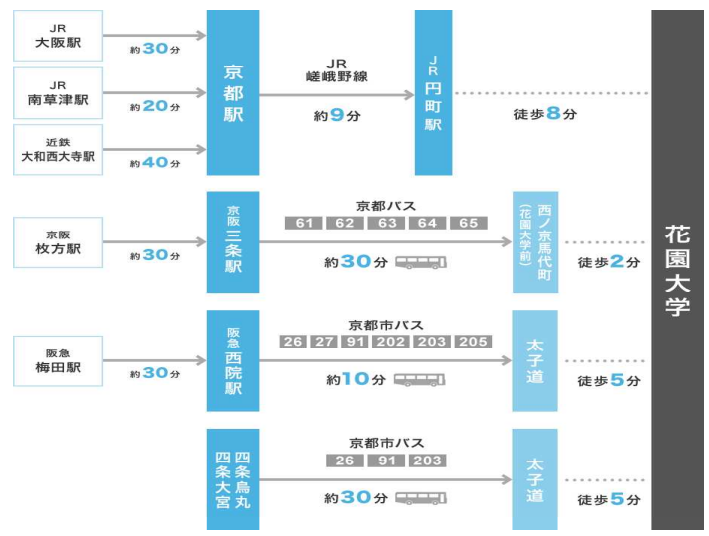 JR
大阪駅
約30分
JR
南草津駅
約20分
近鉄
大和西大寺駅
約40分
京都駅
JR
嵯峨野線
約9分
JR円町駅
徒歩8分
京阪
枚方駅
約30分
京阪三条駅
京都バス
61 62 63 64 65
約30分
西ノ京馬代町
(花園大学前)
徒歩2分
阪急
梅田駅
約30分
阪急西院駅
京都市バス
26 27 91 202 203 205
約10分
太子道
徒歩5分
四条烏丸
四条大宮
京都市バス
26 91 203
約30分
太子道
徒歩5分
花園大学